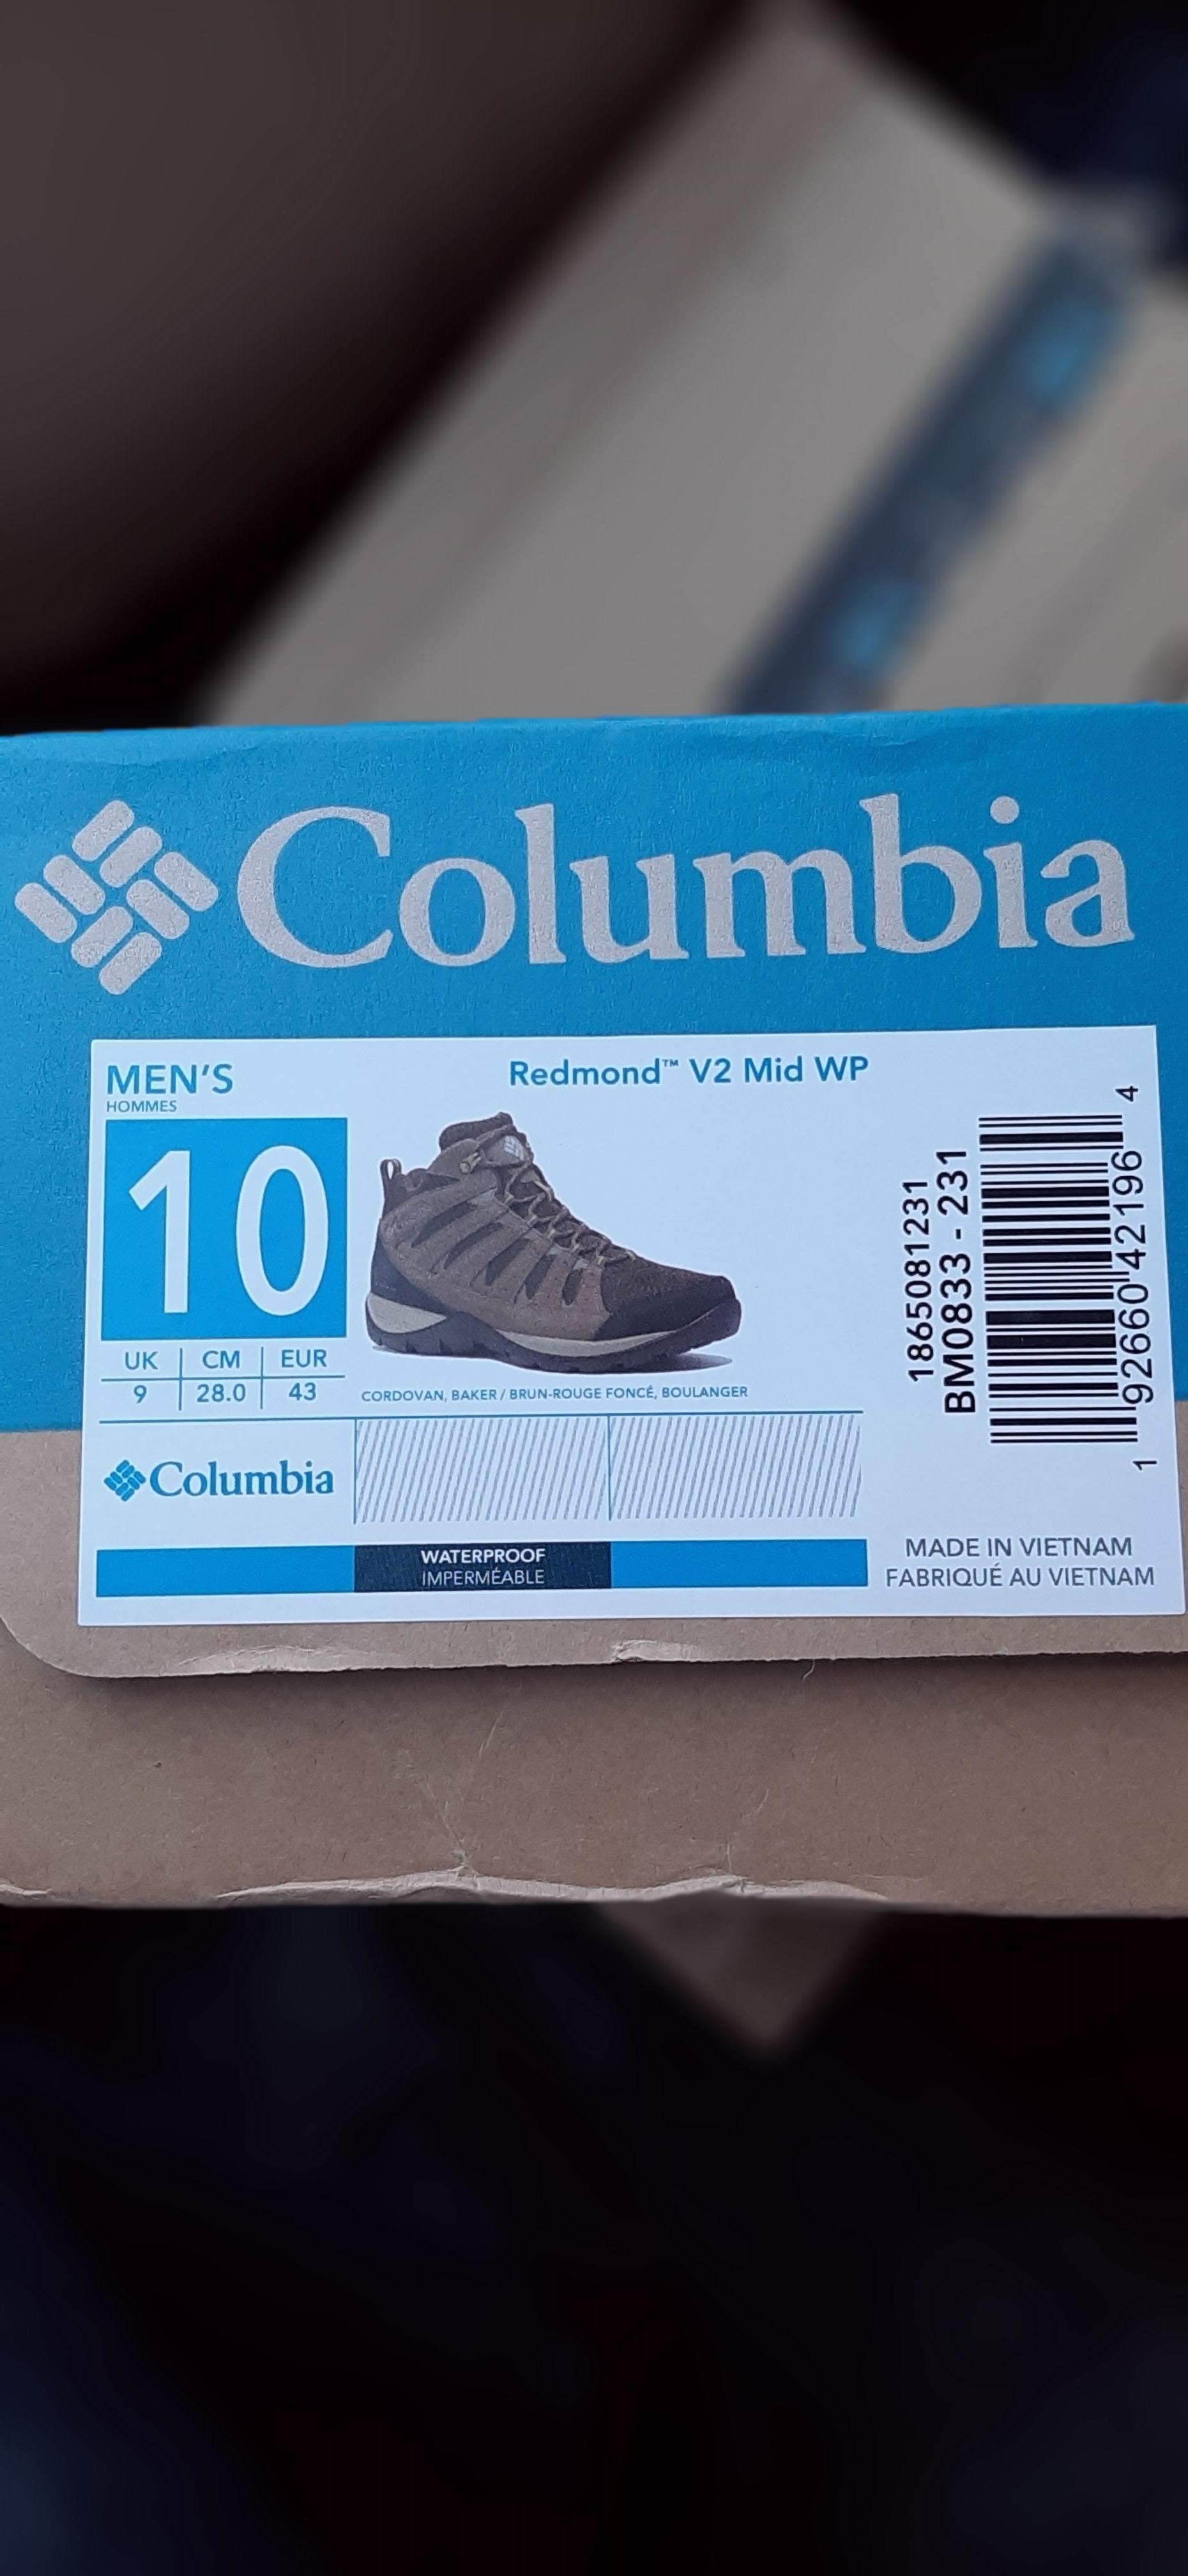 Columbia
MEN'S
HOMMES
Redmond™ V2 Mid WP
10
UK CM EUR
9 28.0 43
CORDOVAN, BAKER / BRUN-ROUGE FONCÉ, BOULANGER
Columbia
WATERPROOF
IMPERMÉABLE
1865081231
BM0833 - 231
1 92660 42196 4
MADE IN VIETNAM
FABRIQUÉ AU VIETNAM